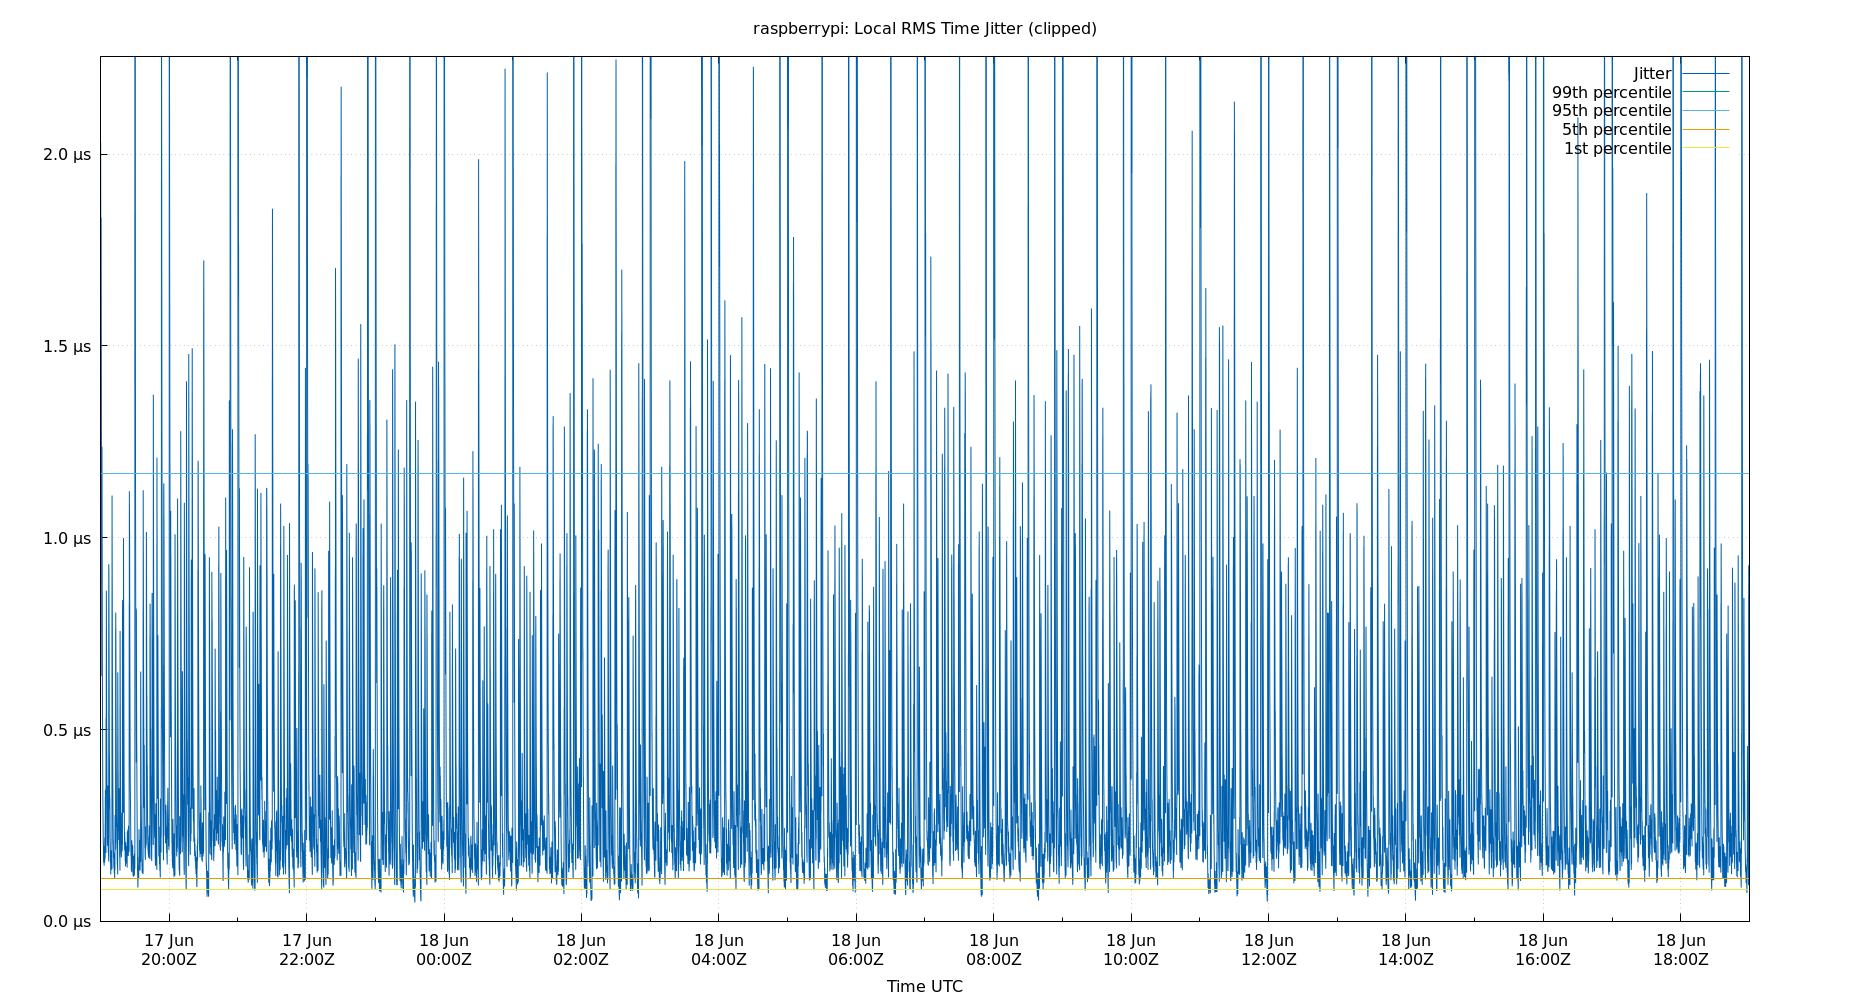 raspberrypi: Local RMS Time Jitter (clipped)
Jitter
99th percentile
95th percentile
5th percentile
1st percentile
2.0 µs
1.5 µs
1.0 µs
0.5 µs
0.0 µs
17 Jun 17 Jun 18 Jun 18 Jun 18 Jun 18 Jun 18 Jun 18 Jun 18 Jun 18 Jun 18 Jun 18 Jun
20:00Z 22:00Z 00:00Z 02:00Z 04:00Z 06:00Z 08:00Z 10:00Z 12:00Z 14:00Z 16:00Z 18:00Z
Time UTC